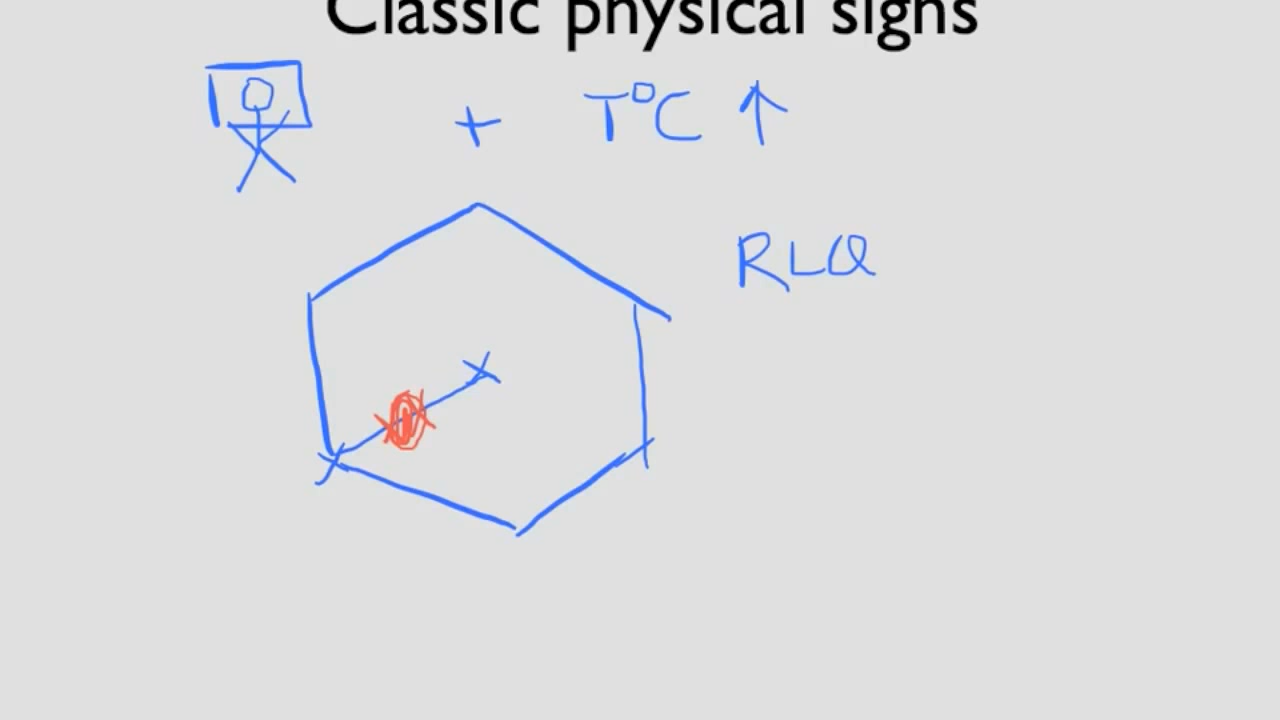 Classic physical signs
+ T°C ↑
RLQ